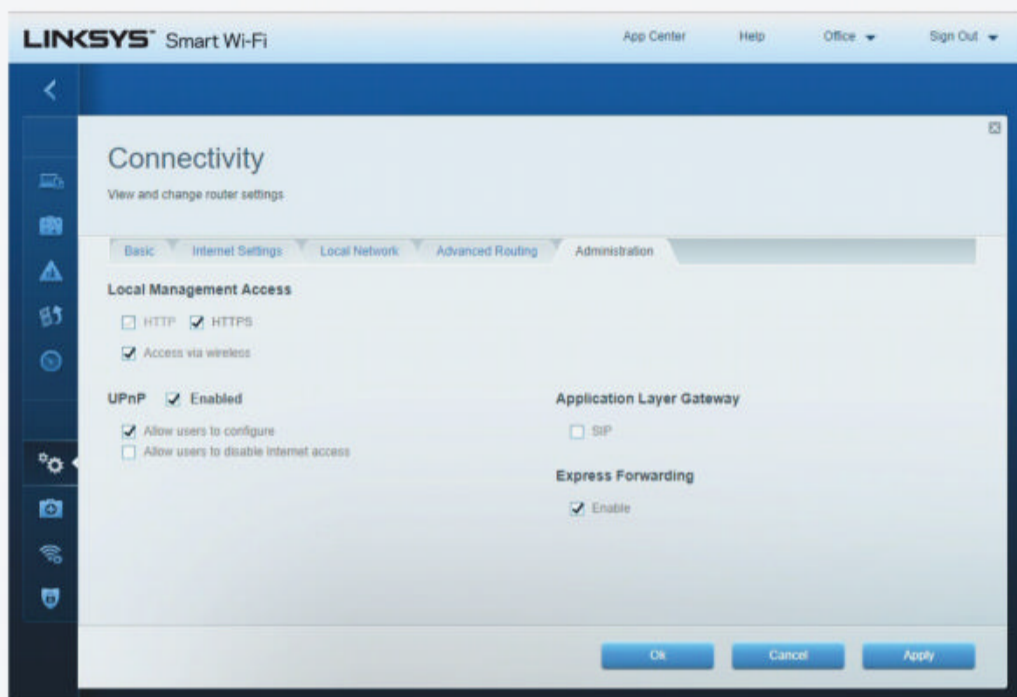 LINKSYS™ Smart Wi-Fi
App Center Help Office Sign Out
Connectivity
View and change router settings
Basic Internet Settings Local Network Advanced Routing Administration
Local Management Access
HTTP HTTPS
Access via wireless
UPnP Enabled
Allow users to configure
Allow users to disable Internet access
Application Layer Gateway
SIP
Express Forwarding
Enable
Ok Cancel Apply